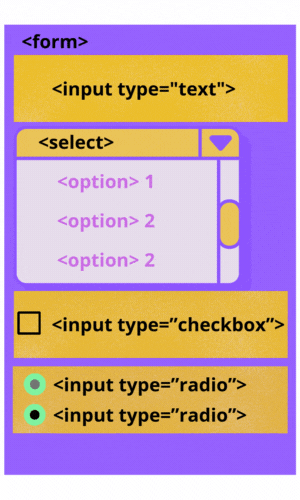 <form>
<input type="text">
<select>
<option> 1
<option> 2
<option> 2
<input type=”checkbox”>
<input type=”radio”>
<input type=”radio”>